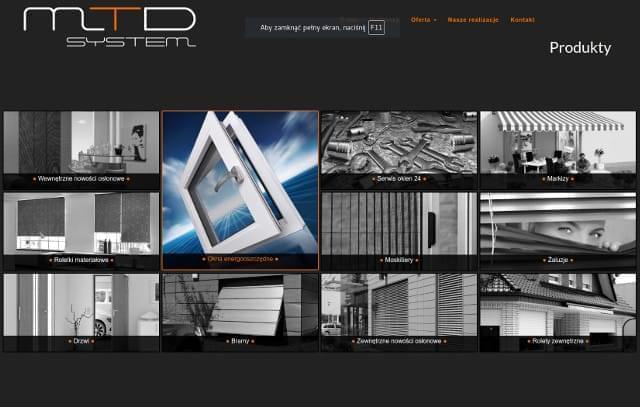 MTD
SYSTEM
Aby zamknąć pełny ekran, naciśnij F11
Oferta
Nasze realizacje
Kontakt
Produkty
• Wewnętrzne nowości osłonowe •
• Okna energooszczędne •
• Serwis okien 24 •
• Markizy •
• Roletki materiałowe •
• Moskitiery •
• Żaluzje •
• Drzwi •
• Bramy •
• Zewnętrzne nowości osłonowe •
• Rolety zewnętrzne •